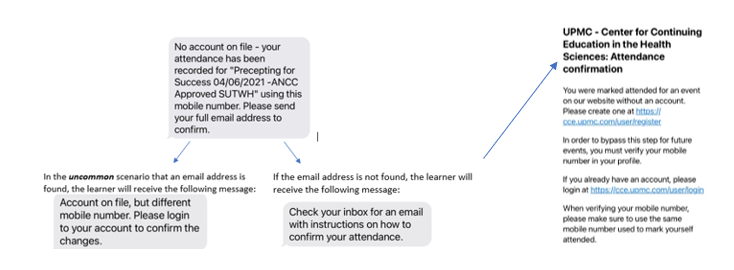 No account on file - your
attendance has been
recorded for "Precepting for
Success 04/06/2021 -ANCC
Approved SUTWH" using this
mobile number. Please send
your full email address to
confirm.
In the uncommon scenario that an email address is
found, the learner will receive the following message:
Account on file, but different
mobile number. Please login
to your account to confirm the
changes.
If the email address is not found, the learner will
receive the following message:
Check your inbox for an email
with instructions on how to
confirm your attendance.
UPMC - Center for Continuing
Education in the Health
Sciences: Attendance
confirmation
You were marked attended for an event
on our website without an account.
Please create one at https://
cce.upmc.com/user/register
In order to bypass this step for future
events, you must verify your mobile
number in your profile.
If you already have an account, please
login at https://cce.upmc.com/user/login
When verifying your mobile number,
please make sure to use the same
mobile number used to mark yourself
attended.